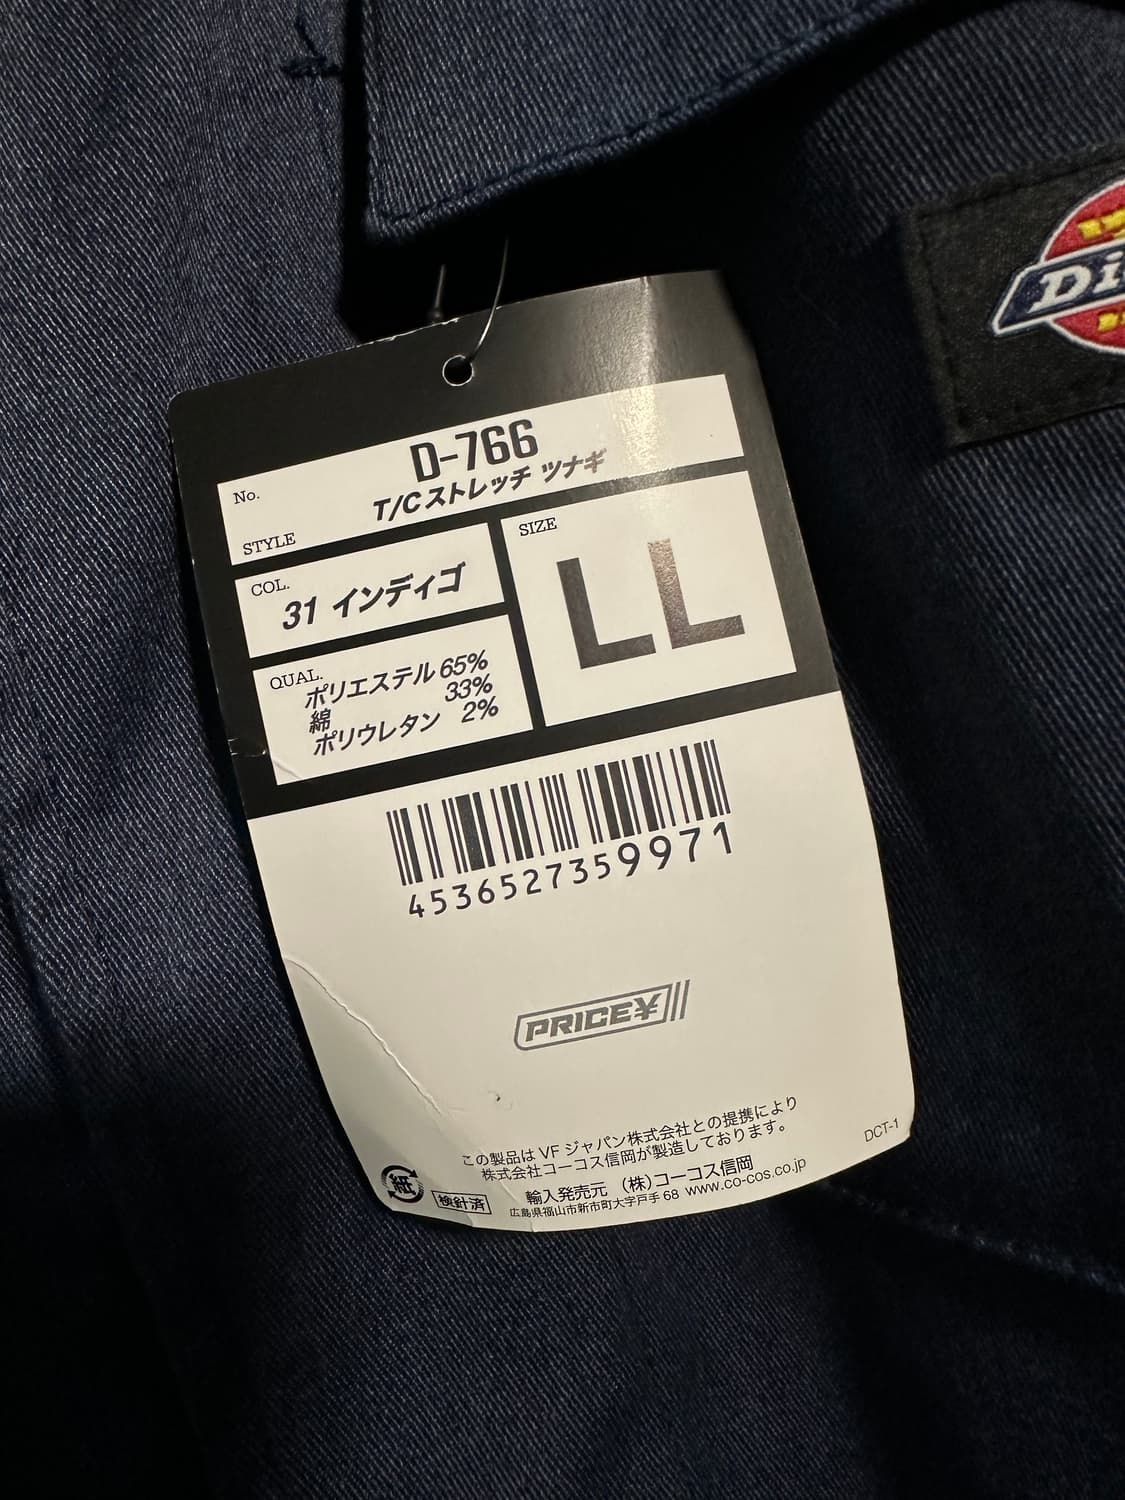 Di
No.
D-766
STYLE
T/Cストレッチ ツナギ
COL.
31 インディゴ
SIZE
LL
QUAL.
ポリエステル 65%
綿 33%
ポリウレタン 2%
4536527359971
PRICE¥
この製品は VF ジャパン株式会社との提携により
株式会社コーコス信岡が製造しております。
DCT-1
紙
検針済
輸入発売元 (株)コーコス信岡
広島県福山市新市町大字戸手 68 www.co-cos.co.jp